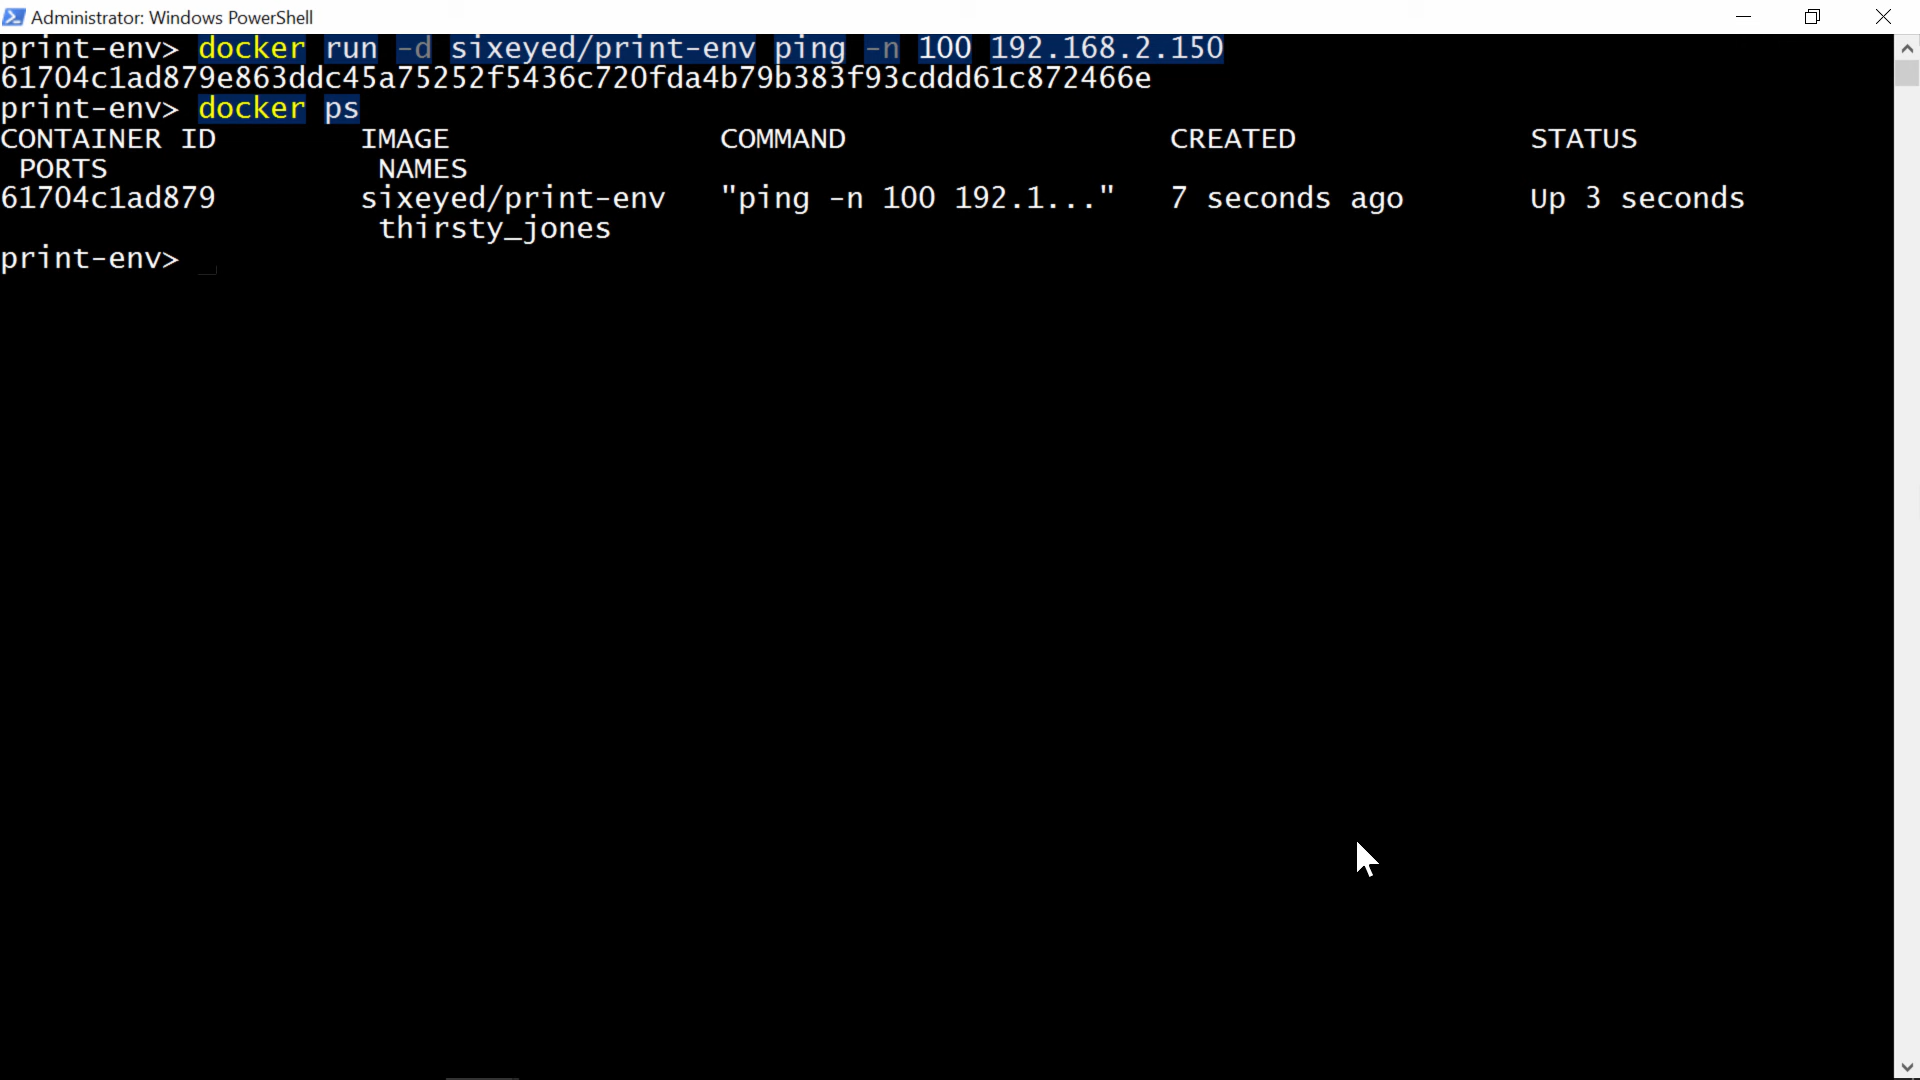 Administrator: Windows PowerShell
print-env> docker run -d sixeyed/print-env ping -n 100 192.168.2.150
61704c1ad879e863ddc45a75252f5436c720fda4b79b383f93cddd61c872466e
print-env> docker ps
CONTAINER ID        IMAGE               COMMAND                  CREATED             STATUS
 PORTS               NAMES
61704c1ad879        sixeyed/print-env   "ping -n 100 192.1..."   7 seconds ago       Up 3 seconds
                     thirsty_jones
print-env>